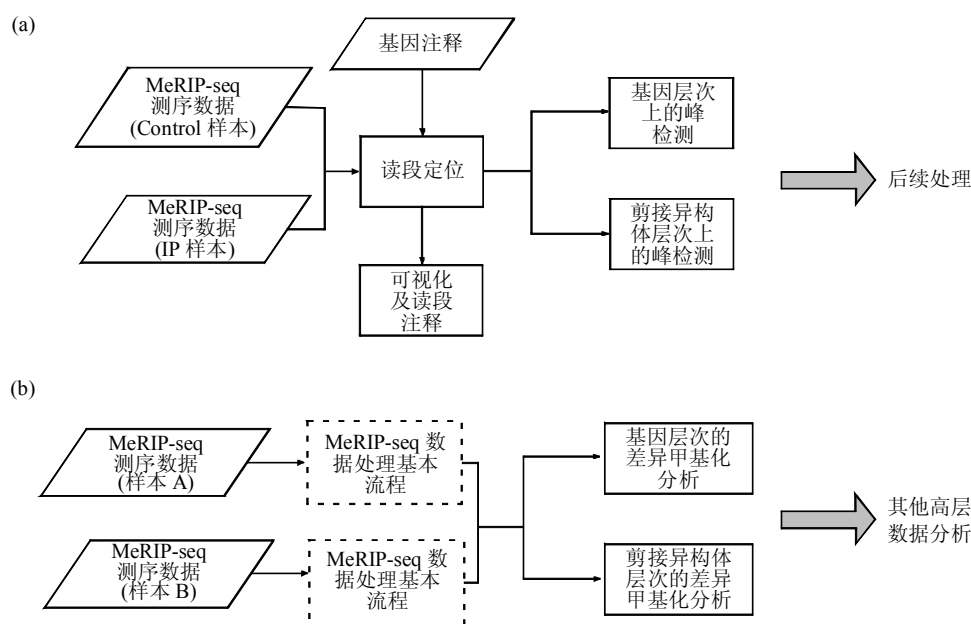 (a)
基因注释
MeRIP-seq
测序数据
(Control 样本)
MeRIP-seq
测序数据
(IP 样本)
读段定位
可视化
及读段
注释
基因层次
上的峰
检测
剪接异构
体层次上
的峰检测
后续处理
(b)
MeRIP-seq
测序数据
(样本 A)
MeRIP-seq 数
据处理基本
流程
MeRIP-seq
测序数据
(样本 B)
MeRIP-seq 数
据处理基本
流程
基因层次的
差异甲基化
分析
剪接异构体
层次的差异
甲基化分析
其他高层
数据分析